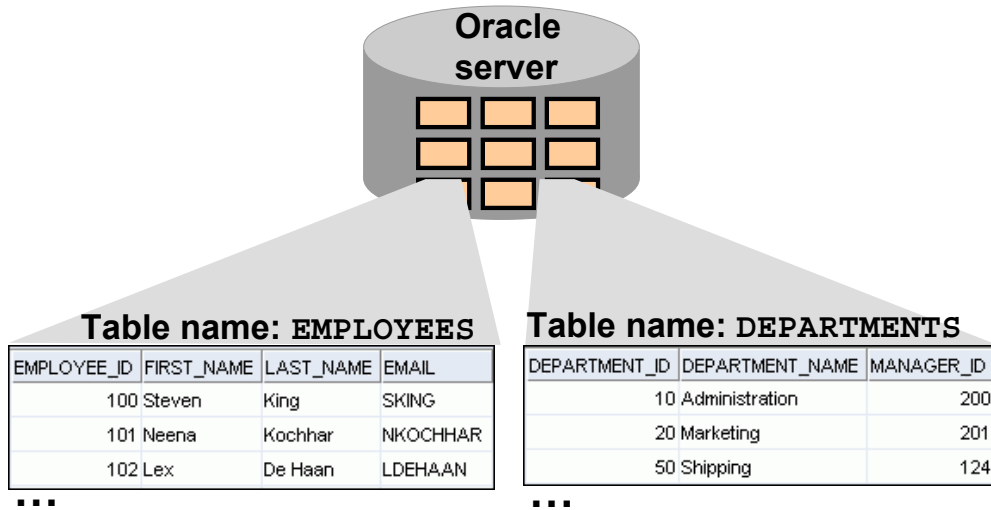 Oracle
server
Table name: EMPLOYEES
EMPLOYEE_ID FIRST_NAME LAST_NAME EMAIL
100 Steven King SKING
101 Neena Kochhar NKOCHHAR
102 Lex De Haan LDEHAAN
...
Table name: DEPARTMENTS
DEPARTMENT_ID DEPARTMENT_NAME MANAGER_ID
10 Administration 200
20 Marketing 201
50 Shipping 124
...